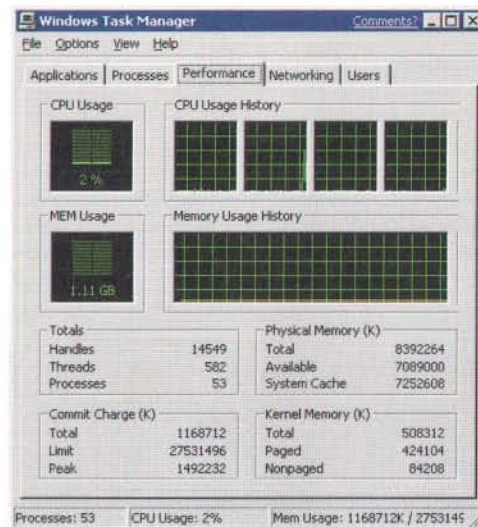 Windows Task Manager Comments?
File Options View Help
Applications Processes Performance Networking Users
CPU Usage CPU Usage History
2 %
MEM Usage Memory Usage History
1.11 GB
Totals
Handles 14549
Threads 582
Processes 53
Physical Memory (K)
Total 8392264
Available 7089000
System Cache 7252608
Commit Charge (K)
Total 1168712
Limit 27531496
Peak 1492232
Kernel Memory (K)
Total 508312
Paged 424104
Nonpaged 84208
Processes: 53 CPU Usage: 2% Mem Usage: 1168712K / 2753149